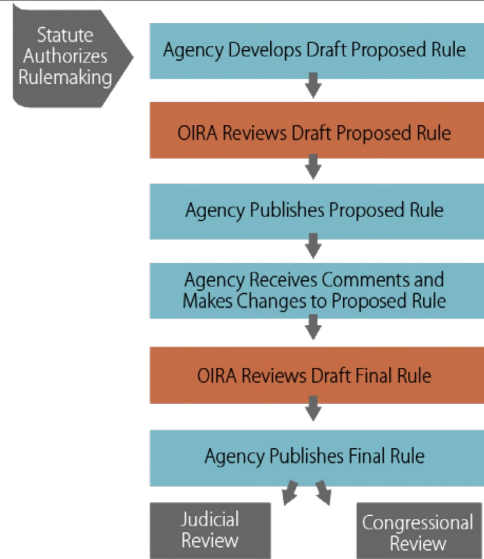 Statute
Authorizes
Rulemaking
Agency Develops Draft Proposed Rule
OIRA Reviews Draft Proposed Rule
Agency Publishes Proposed Rule
Agency Receives Comments and
Makes Changes to Proposed Rule
OIRA Reviews Draft Final Rule
Agency Publishes Final Rule
Judicial
Review
Congressional
Review